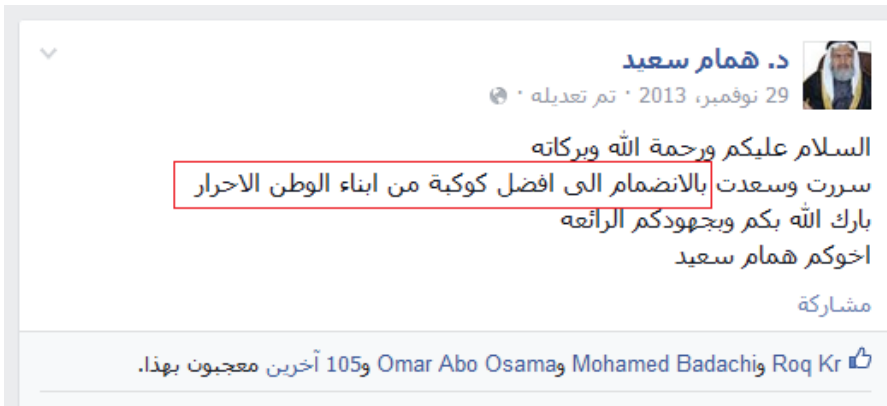 د. همام سعيد
29 نوفمبر، 2013 · تم تعديله ·
السلام عليكم ورحمة الله وبركاته
سررت وسعدت بالانضمام الى افضل كوكبة من ابناء الوطن الاحرار
بارك الله بكم وبجهودكم الرائعه
اخوكم همام سعيد
مشاركة
Roq Kr وMohamed Badachi وOmar Abo Osama و105 آخرين معجبون بهذا.